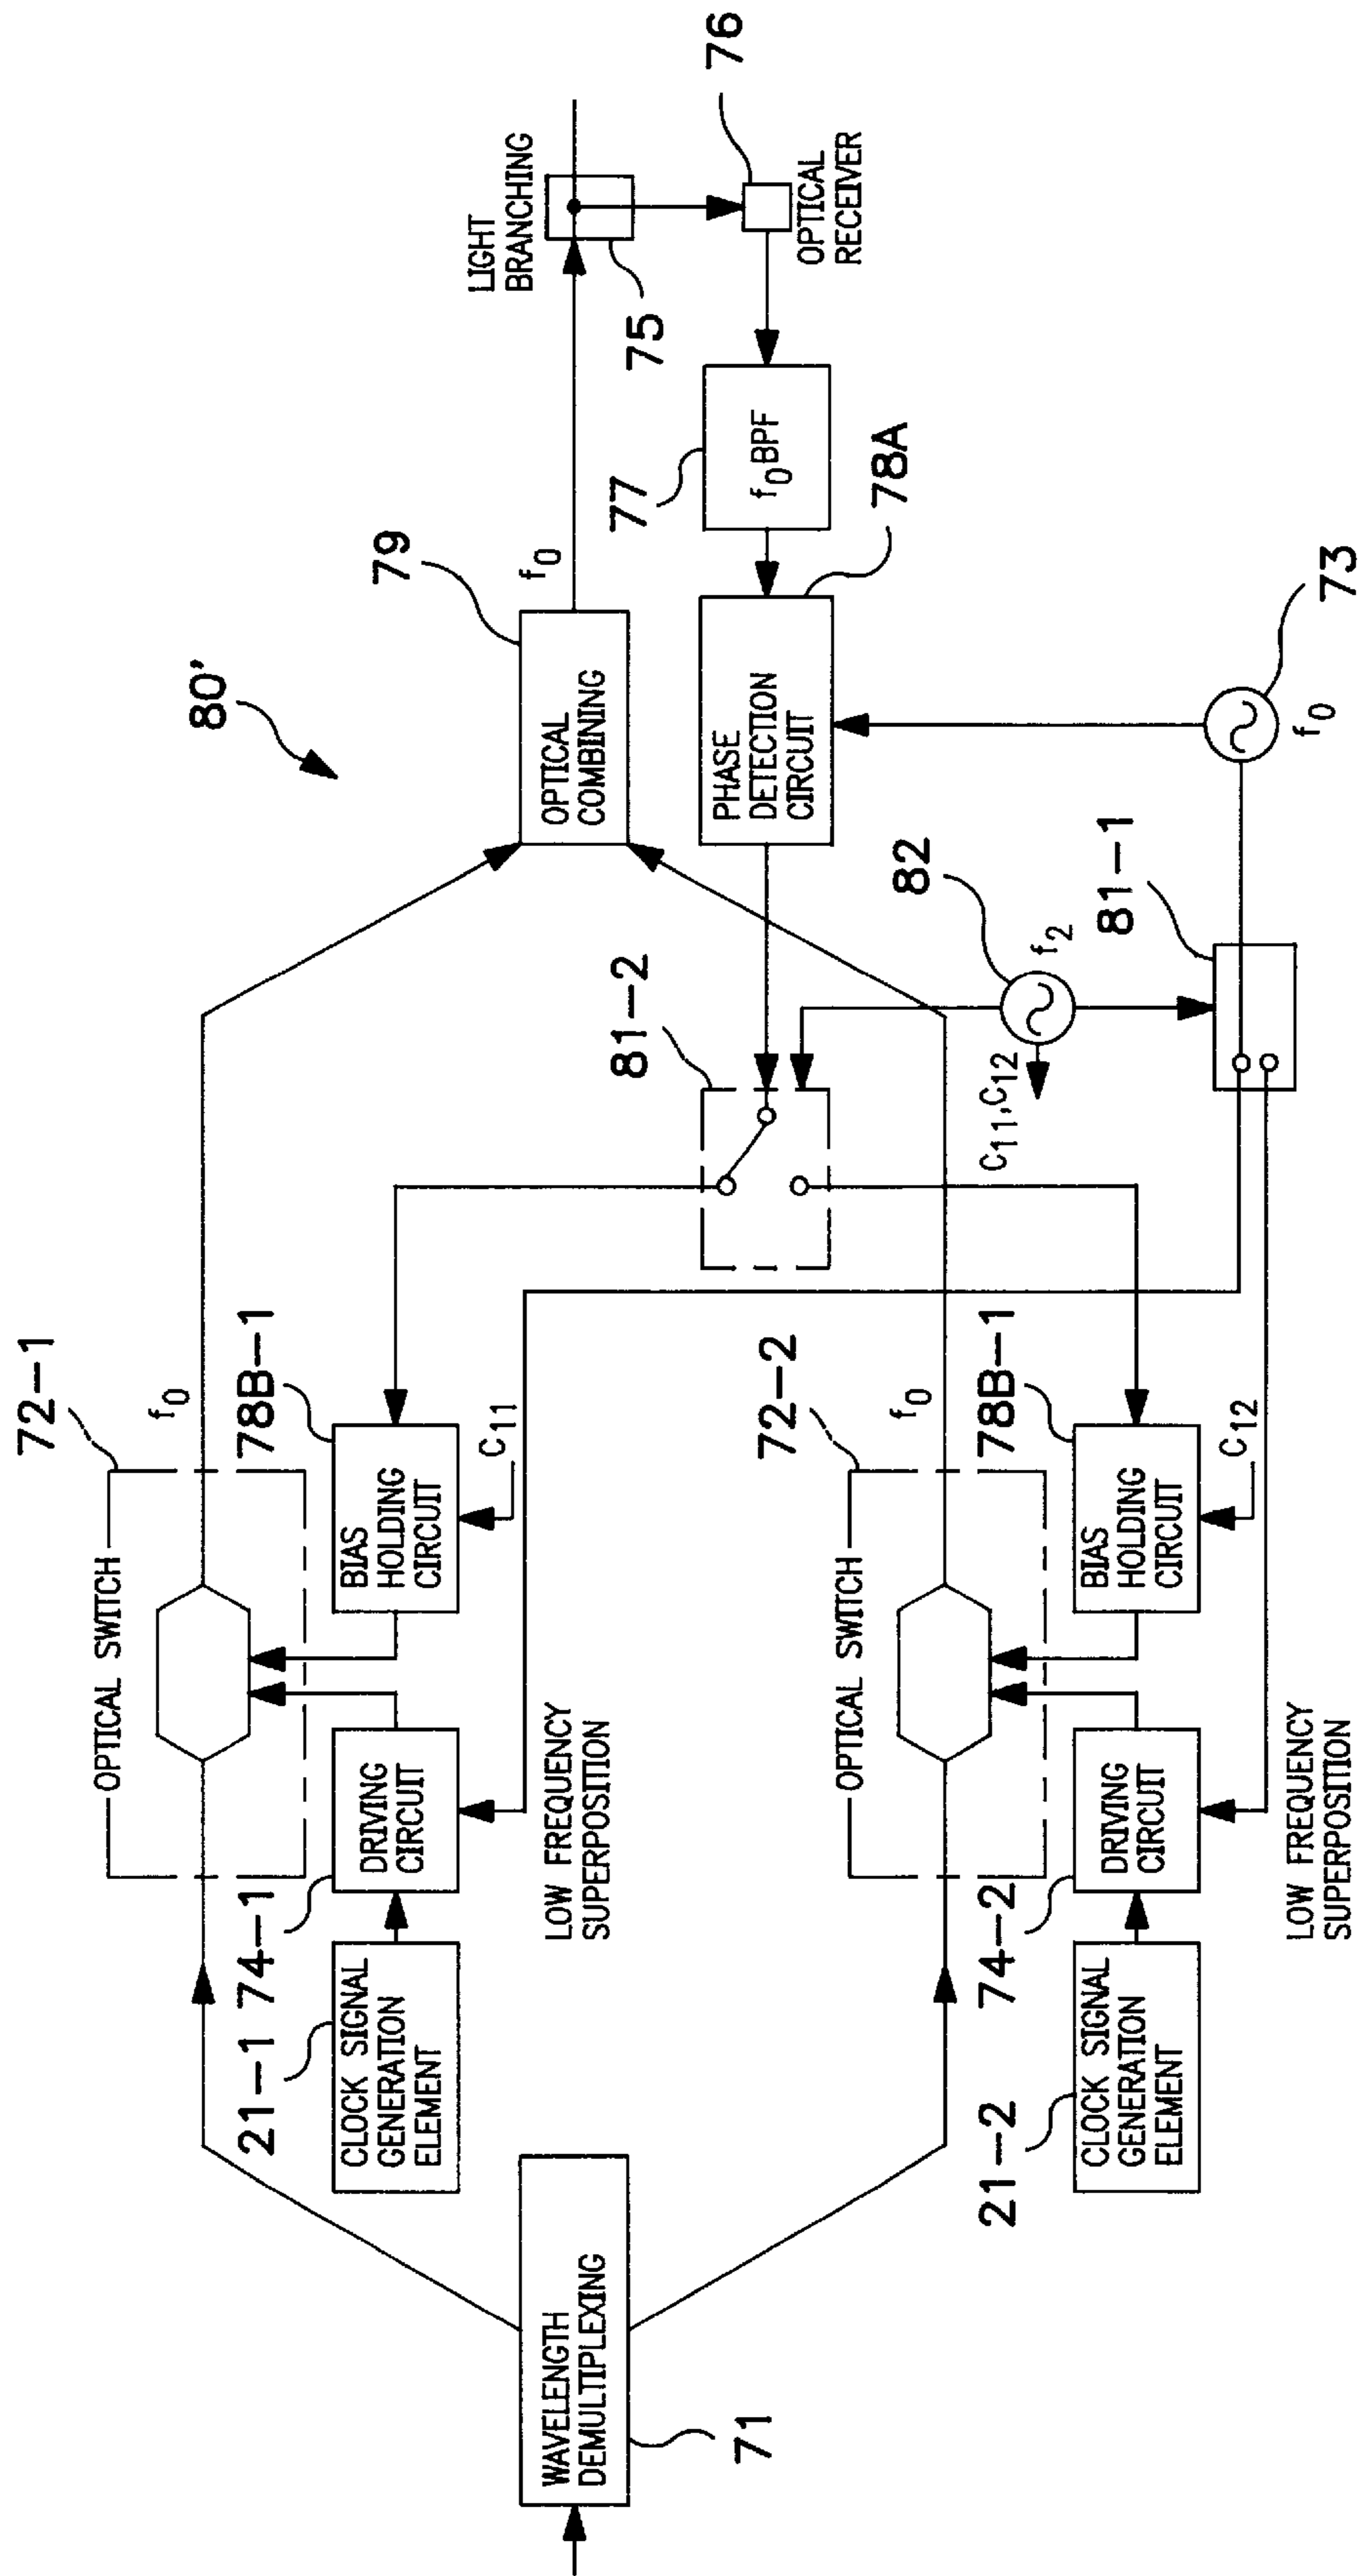 80'
72-1
OPTICAL SWITCH
f0
78B-1
BIAS
HOLDING
CIRCUIT
C11
21-1
74-1
DRIVING
CIRCUIT
CLOCK SIGNAL
GENERATION
ELEMENT
LOW FREQUENCY
SUPERPOSITION
WAVELENGTH
DEMULTIPLEXING
71
79
OPTICAL
COMBINING
f0
LIGHT
BRANCHING
75
76
OPTICAL
RECEIVER
77
f0 BPF
78A
PHASE
DETECTION
CIRCUIT
81-2
82
f2
C11, C12
81-1
73
f0
72-2
OPTICAL SWITCH
f0
78B-1
BIAS
HOLDING
CIRCUIT
C12
21-2
74-2
DRIVING
CIRCUIT
CLOCK SIGNAL
GENERATION
ELEMENT
LOW FREQUENCY
SUPERPOSITION